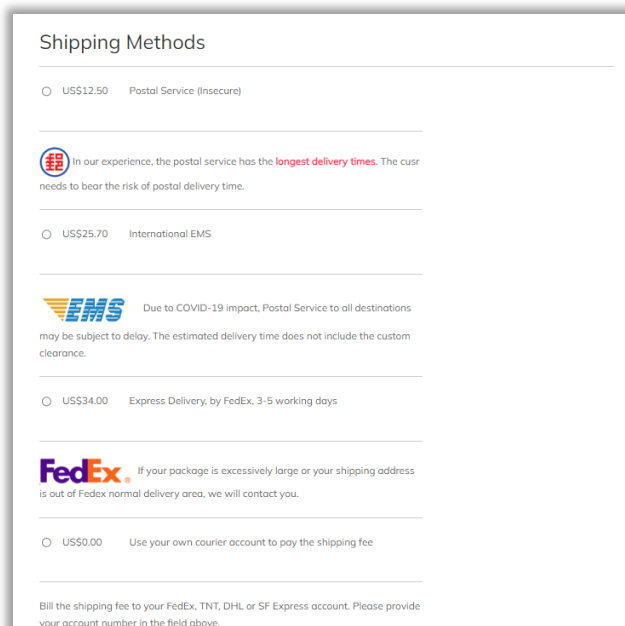 Shipping Methods
US$12.50 Postal Service (Insecure)
郵 In our experience, the postal service has the longest delivery times. The cusr
needs to bear the risk of postal delivery time.
US$25.70 International EMS
EMS Due to COVID-19 impact, Postal Service to all destinations
may be subject to delay. The estimated delivery time does not include the custom
clearance.
US$34.00 Express Delivery, by FedEx, 3-5 working days
FedEx® If your package is excessively large or your shipping address
is out of Fedex normal delivery area, we will contact you.
US$0.00 Use your own courier account to pay the shipping fee
Bill the shipping fee to your FedEx, TNT, DHL or SF Express account. Please provide
your account number in the field above.